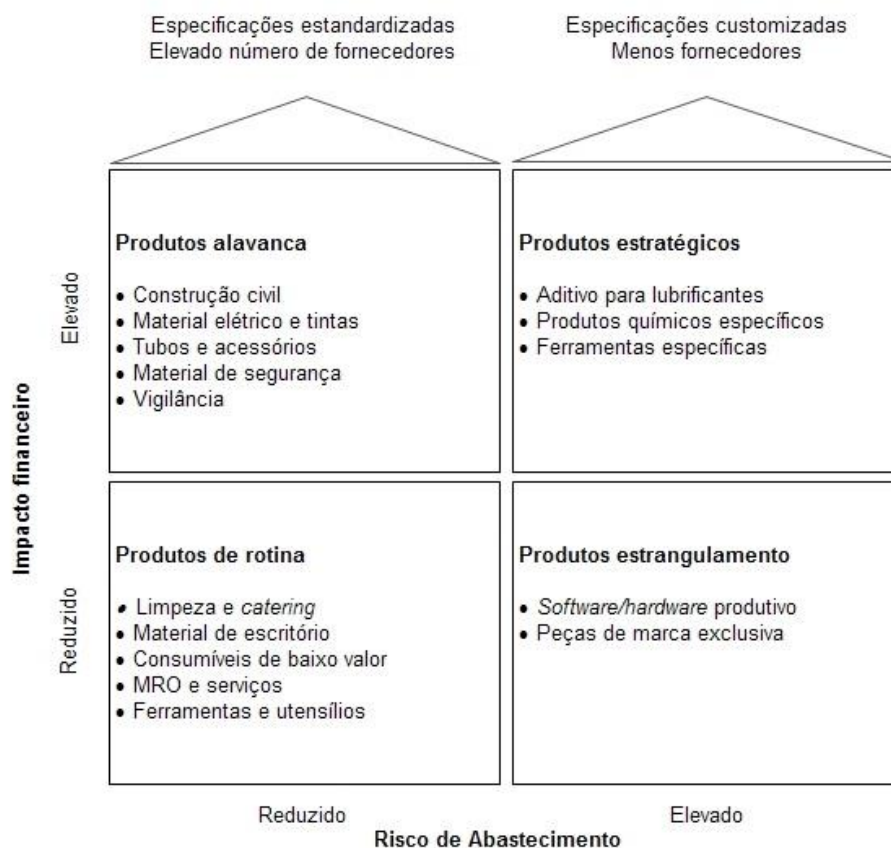 Especificações estandardizadas
Elevado número de fornecedores
Especificações customizadas
Menos fornecedores
Impacto financeiro
Elevado
Produtos alavanca
• Construção civil
• Material elétrico e tintas
• Tubos e acessórios
• Material de segurança
• Vigilância
Produtos estratégicos
• Aditivo para lubrificantes
• Produtos químicos específicos
• Ferramentas específicas
Reduzido
Produtos de rotina
• Limpeza e catering
• Material de escritório
• Consumíveis de baixo valor
• MRO e serviços
• Ferramentas e utensílios
Produtos estrangulamento
• Software/hardware produtivo
• Peças de marca exclusiva
Reduzido
Elevado
Risco de Abastecimento